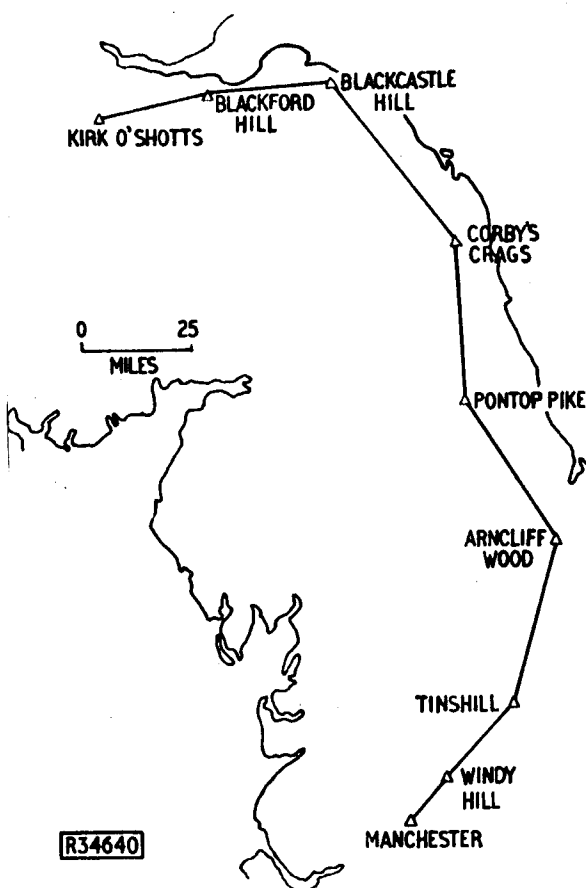 BLACKCASTLE
HILL
BLACKFORD
HILL
KIRK O'SHOTTS
CORBY'S
CRAGS
0 25
MILES
PONTOP PIKE
ARNCLIFF
WOOD
TINSHILL
WINDY
HILL
MANCHESTER
R34640